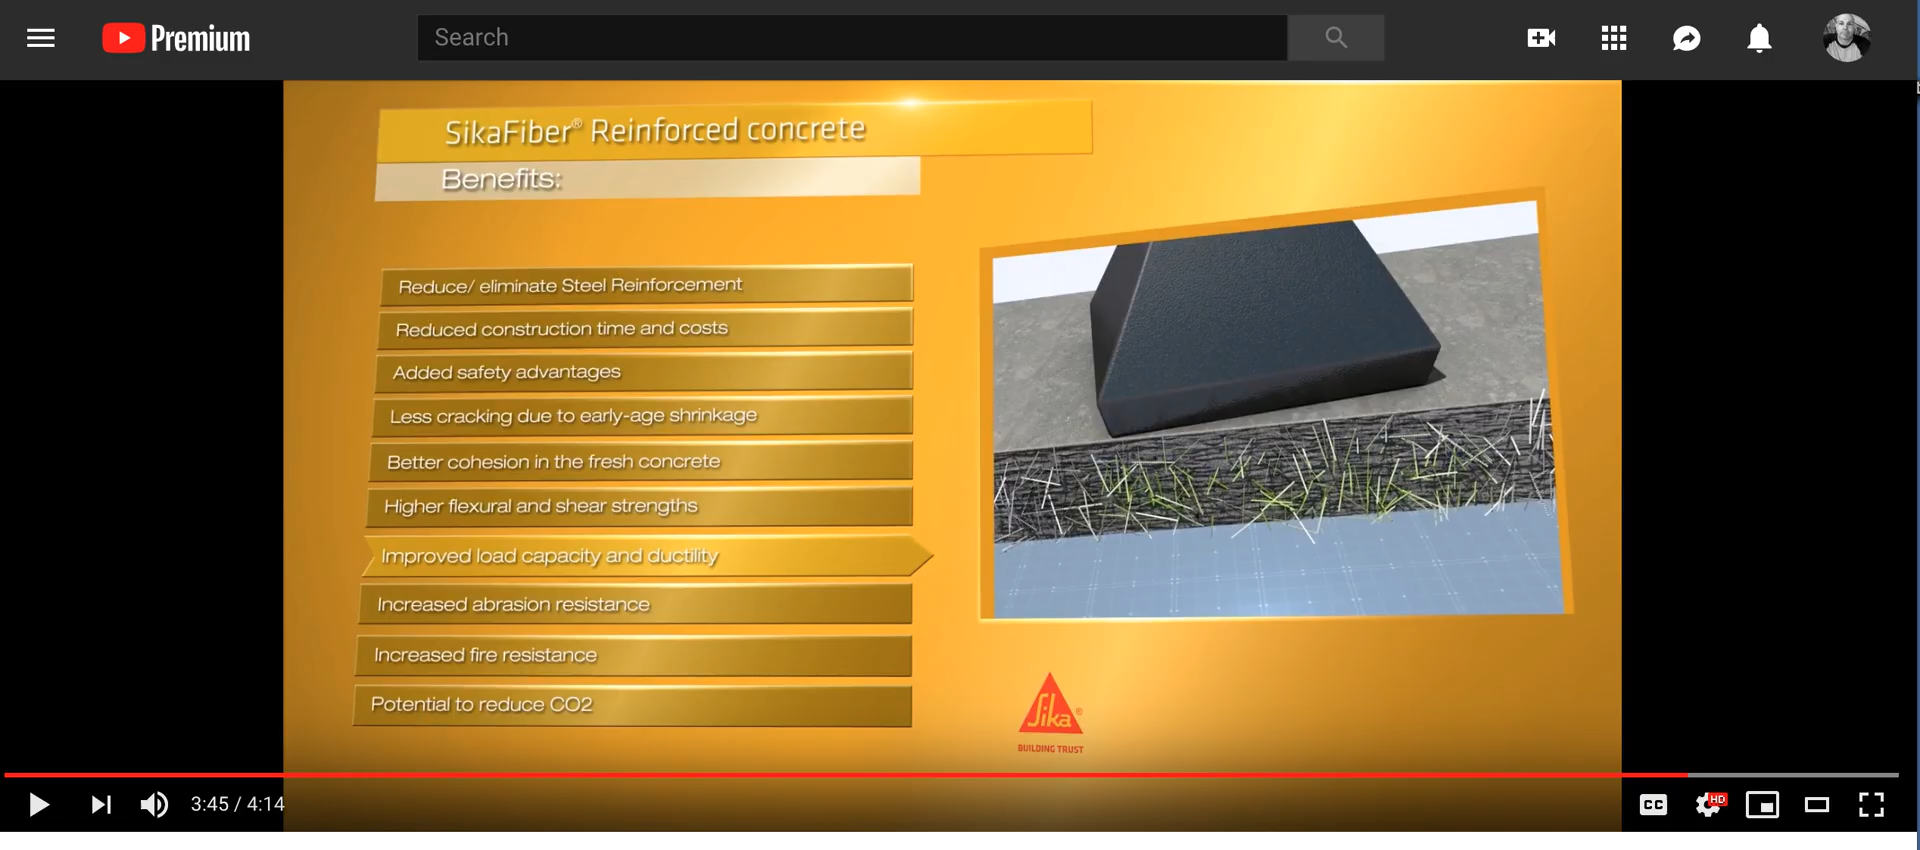 Premium
Search
SikaFiber® Reinforced concrete
Benefits:
Reduce/ eliminate Steel Reinforcement
Reduced construction time and costs
Added safety advantages
Less cracking due to early-age shrinkage
Better cohesion in the fresh concrete
Higher flexural and shear strengths
Improved load capacity and ductility
Increased abrasion resistance
Increased fire resistance
Potential to reduce CO2
Sika®
BUILDING TRUST
3:45 / 4:14
CC
HD